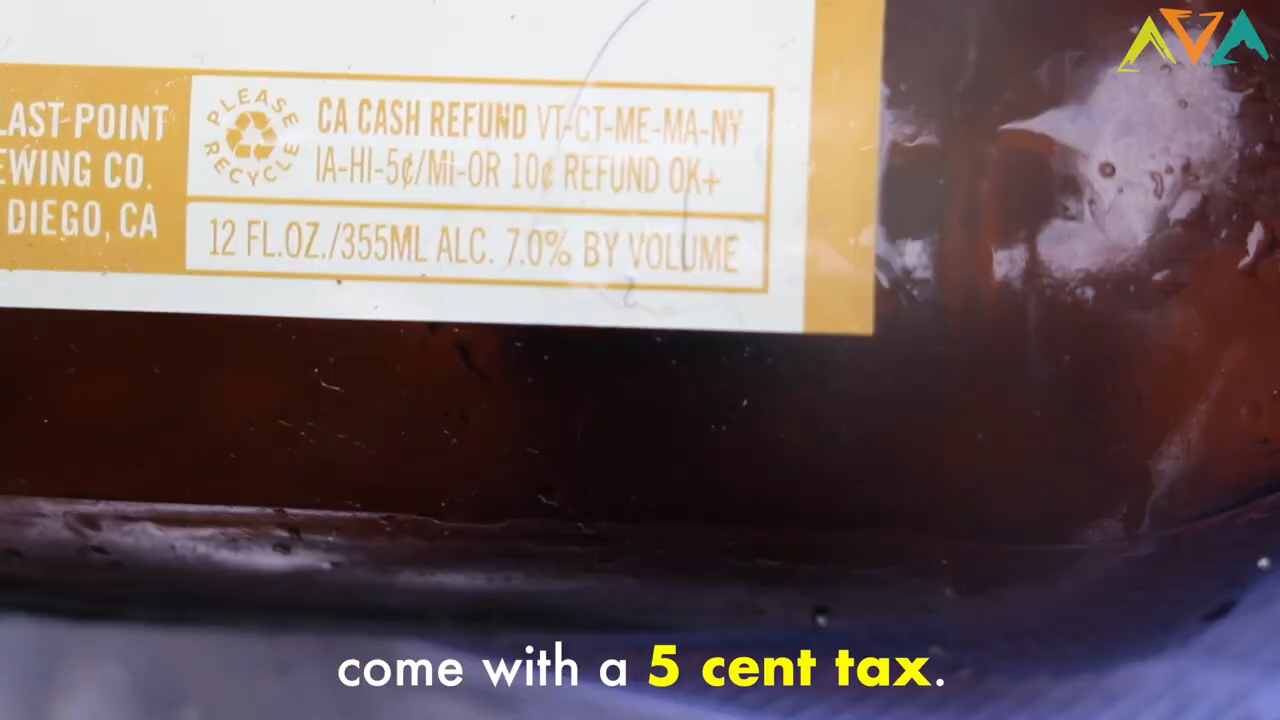 AVA
LAST POINT
EWING CO.
DIEGO, CA
PLEASE
RECYCLE
CA CASH REFUND VT-CT-ME-MA-NY
IA-HI-5¢/MI-OR 10¢ REFUND OK+
12 FL.OZ./355ML ALC. 7.0% BY VOLUME
come with a 5 cent tax.